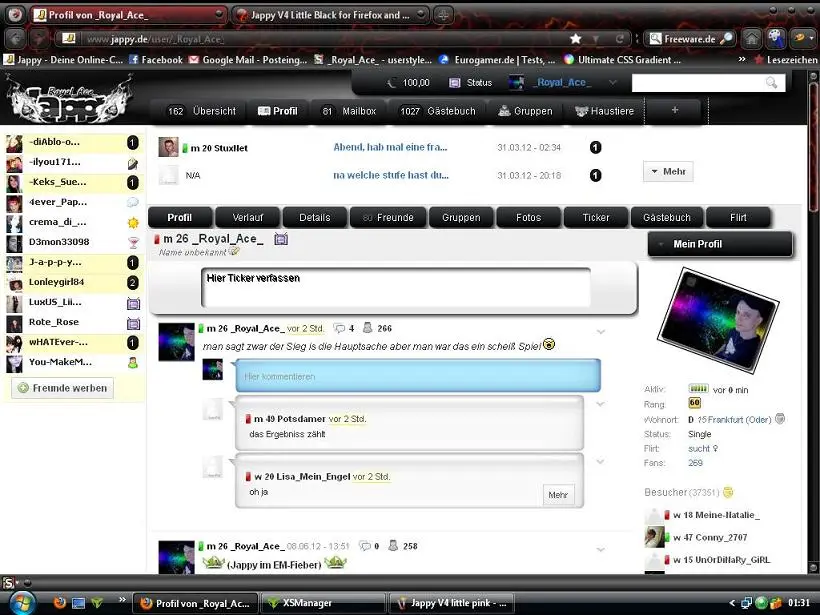 Profil von _Royal_Ace_
Jappy V4 Little Black for Firefox and ...
www.jappy.de/user/_Royal_Ace_
Freeware.de
Jappy - Deine Online-C...
Facebook
Google Mail - Posteing...
_Royal_Ace_ - userstyle...
Eurogamer.de | Tests, ...
Ultimate CSS Gradient ...
»
Lesezeichen
Royal_Ace
Jappy
100,00
Status
_Royal_Ace_
162 Übersicht
Profil
81 Mailbox
1027 Gästebuch
Gruppen
Haustiere
+
-diAblo-o... 1
-ilyou171...
-Keks_Sue... 1
4ever_Pap...
crema_di_...
D3mon33098
J-a-p-p-y... 1
Lonleygirl84 2
LuxUS_Lii...
Rote_Rose
wHATEver-... 1
You-MakeM...
Freunde werben
m 20 Stuxllet
Abend, hab mal eine fra...
31.03.12 - 02:34
1
N/A
na welche stufe hast du...
31.03.12 - 20:18
1
Mehr
Profil
Verlauf
Details
80 Freunde
Gruppen
Fotos
Ticker
Gästebuch
Flirt
m 26 _Royal_Ace_
Name unbekannt
Mein Profil
Hier Ticker verfassen
m 26 _Royal_Ace_ vor 2 Std. 4 266
man sagt zwar der Sieg is die Hauptsache aber man war das ein scheiß Spiel
Hier kommentieren
m 49 Potsdamer vor 2 Std.
das Ergebniss zählt
w 20 Lisa_Mein_Engel vor 2 Std.
oh ja
Mehr
m 26 _Royal_Ace_ 08.06.12 - 13:51 0 258
(Jappy im EM-Fieber)
Aktiv: vor 0 min
Rang: 60
Wohnort: D 15 Frankfurt (Oder)
Status: Single
Flirt: sucht ♀
Fans: 269
Besucher (37351)
w 18 Meine-Natalie_
w 47 Conny_2707
w 15 UnOrDiNaRy_GiRL
Profil von _Royal_Ac...
XSManager
Jappy V4 little pink - ...
01:31